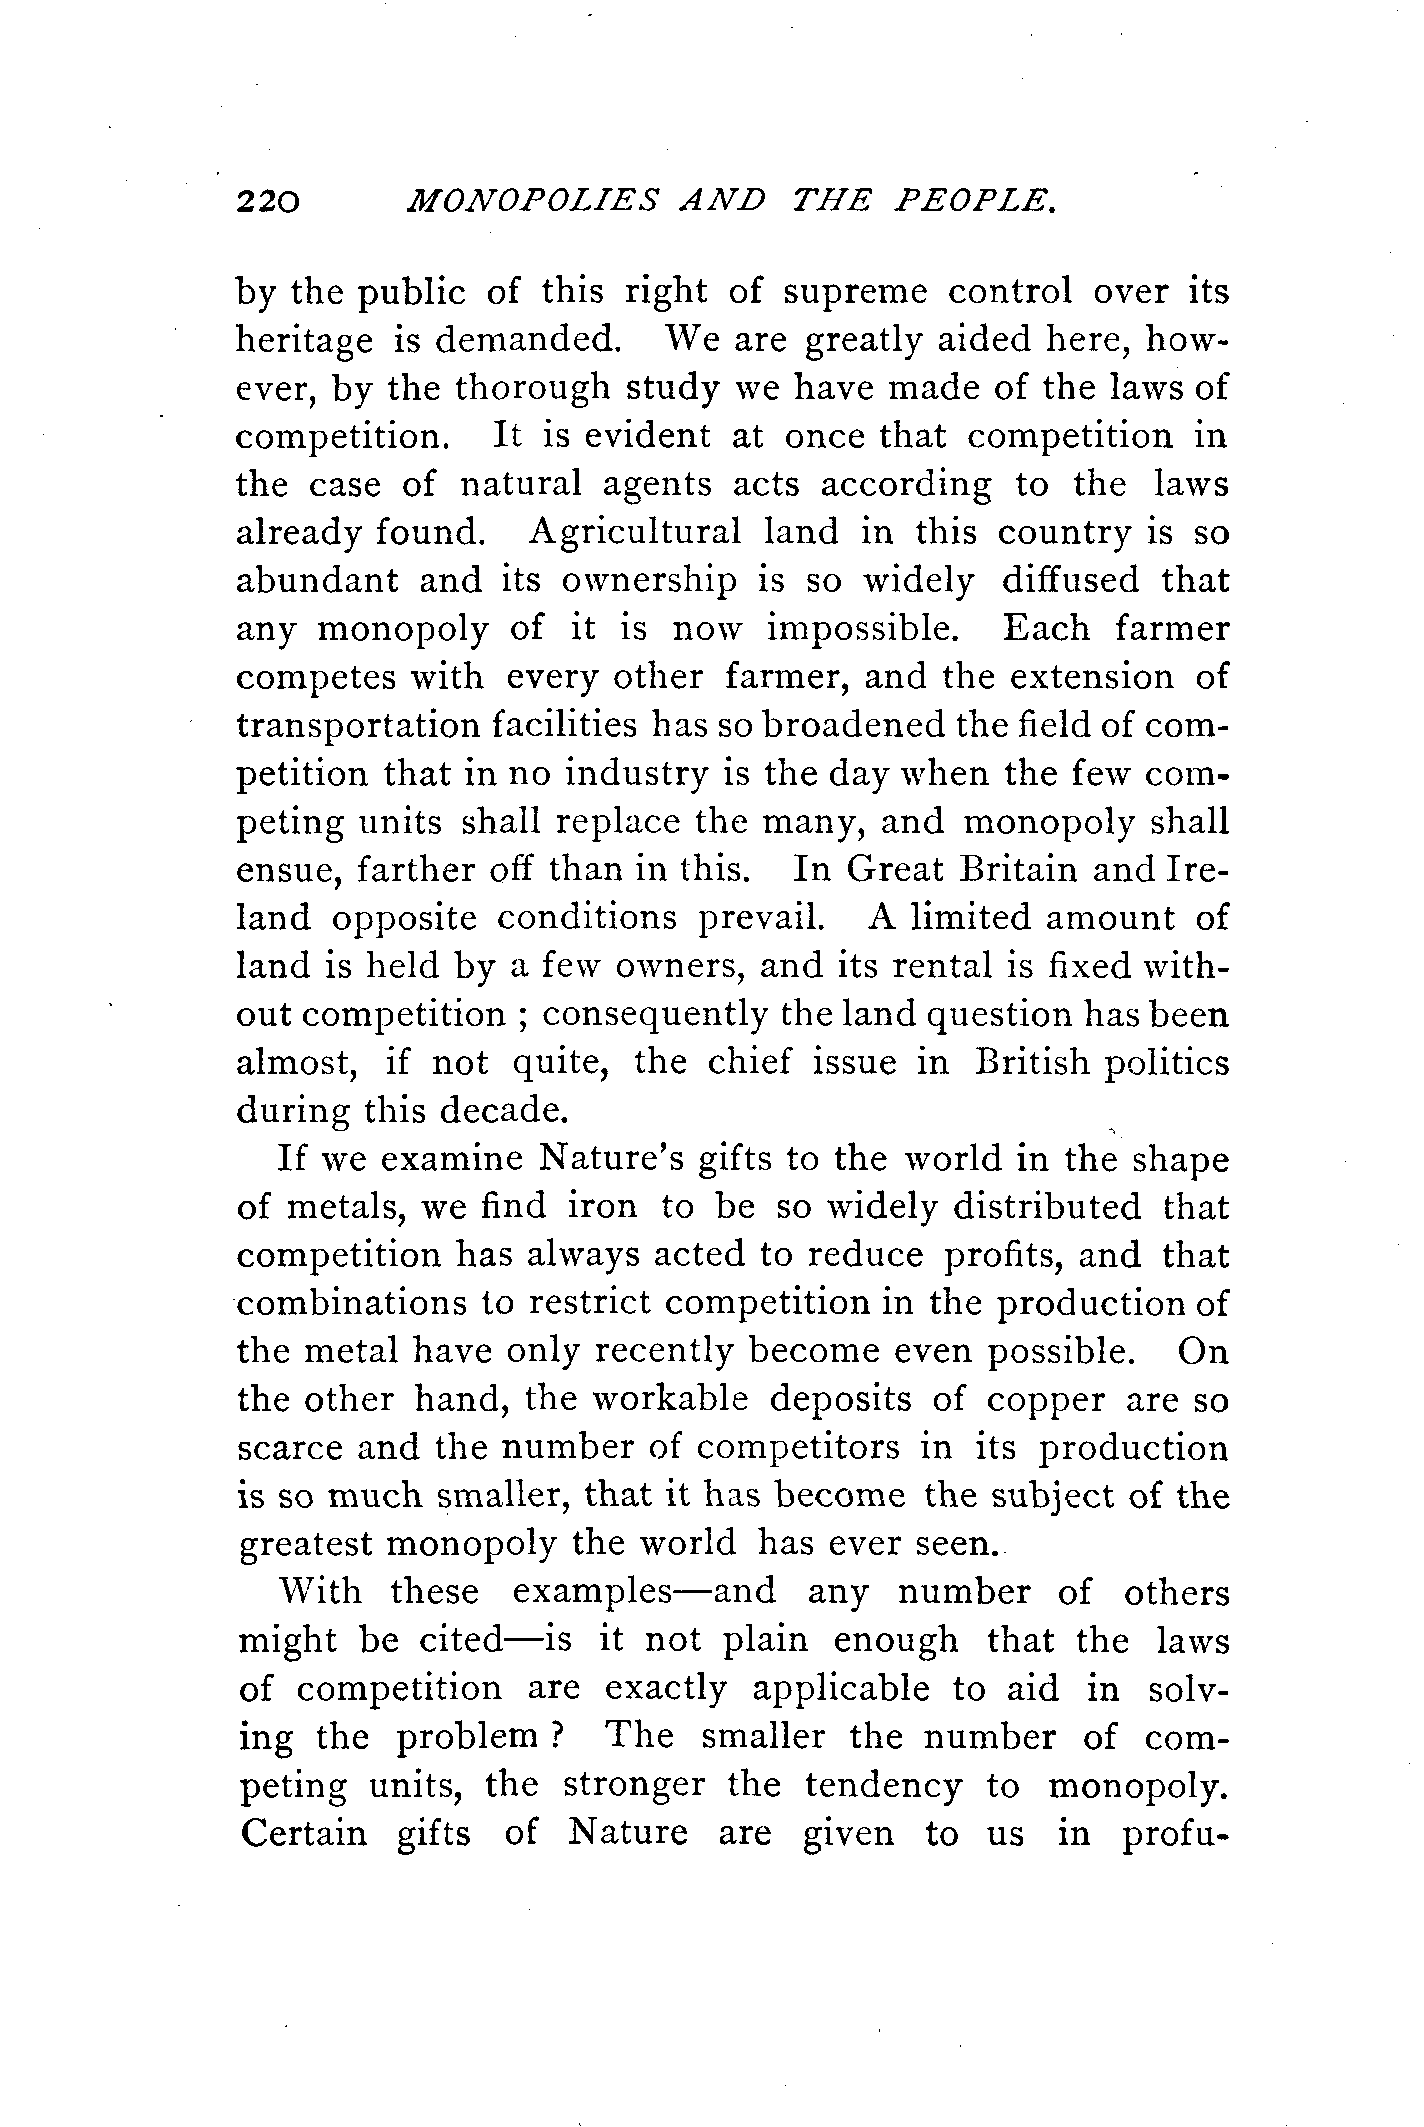 220 MONOPOLIES AND THE PEOPLE.
by the public of this right of supreme control over its
heritage is demanded. We are greatly aided here, how-
ever, by the thorough study we have made of the laws of
competition. It is evident at once that competition in
the case of natural agents acts according to the laws
already found. Agricultural land in this country is so
abundant and its ownership is so widely diffused that
any monopoly of it is now impossible. Each farmer
competes with every other farmer, and the extension of
transportation facilities has so broadened the field of com-
petition that in no industry is the day when the few com-
peting units shall replace the many, and monopoly shall
ensue, farther off than in this. In Great Britain and Ire-
land opposite conditions prevail. A limited amount of
land is held by a few owners, and its rental is fixed with-
out competition ; consequently the land question has been
almost, if not quite, the chief issue in British politics
during this decade.
If we examine Nature's gifts to the world in the shape
of metals, we find iron to be so widely distributed that
competition has always acted to reduce profits, and that
combinations to restrict competition in the production of
the metal have only recently become even possible. On
the other hand, the workable deposits of copper are so
scarce and the number of competitors in its production
is so much smaller, that it has become the subject of the
greatest monopoly the world has ever seen.
With these examples—and any number of others
might be cited—is it not plain enough that the laws
of competition are exactly applicable to aid in solv-
ing the problem ? The smaller the number of com-
peting units, the stronger the tendency to monopoly.
Certain gifts of Nature are given to us in profu-